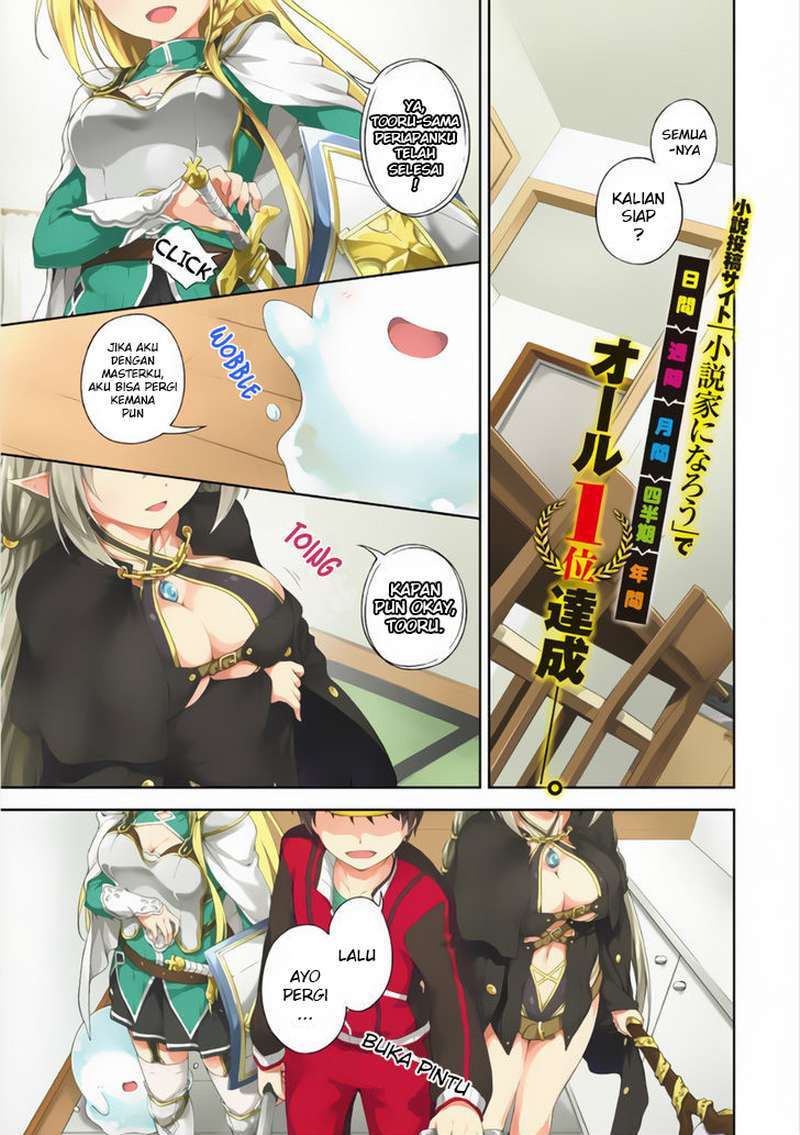 SEMUA
-NYA
KALIAN
SIAP
?
小説投稿サイト「小説家になろう」で
日間
週間
月間
四半期
年間
オール1位達成――。
YA,
TOORU-SAMA
PERIAPANKU
TELAH
SELESAI
!
CLICK
WOBBLE
JIKA AKU
DENGAN
MASTERKU,
AKU BISA PERGI
KEMANA
PUN
TOING
KAPAN
PUN OKAY,
TOORU.
LALU
AYO
PERGI
...
BUKA PINTU